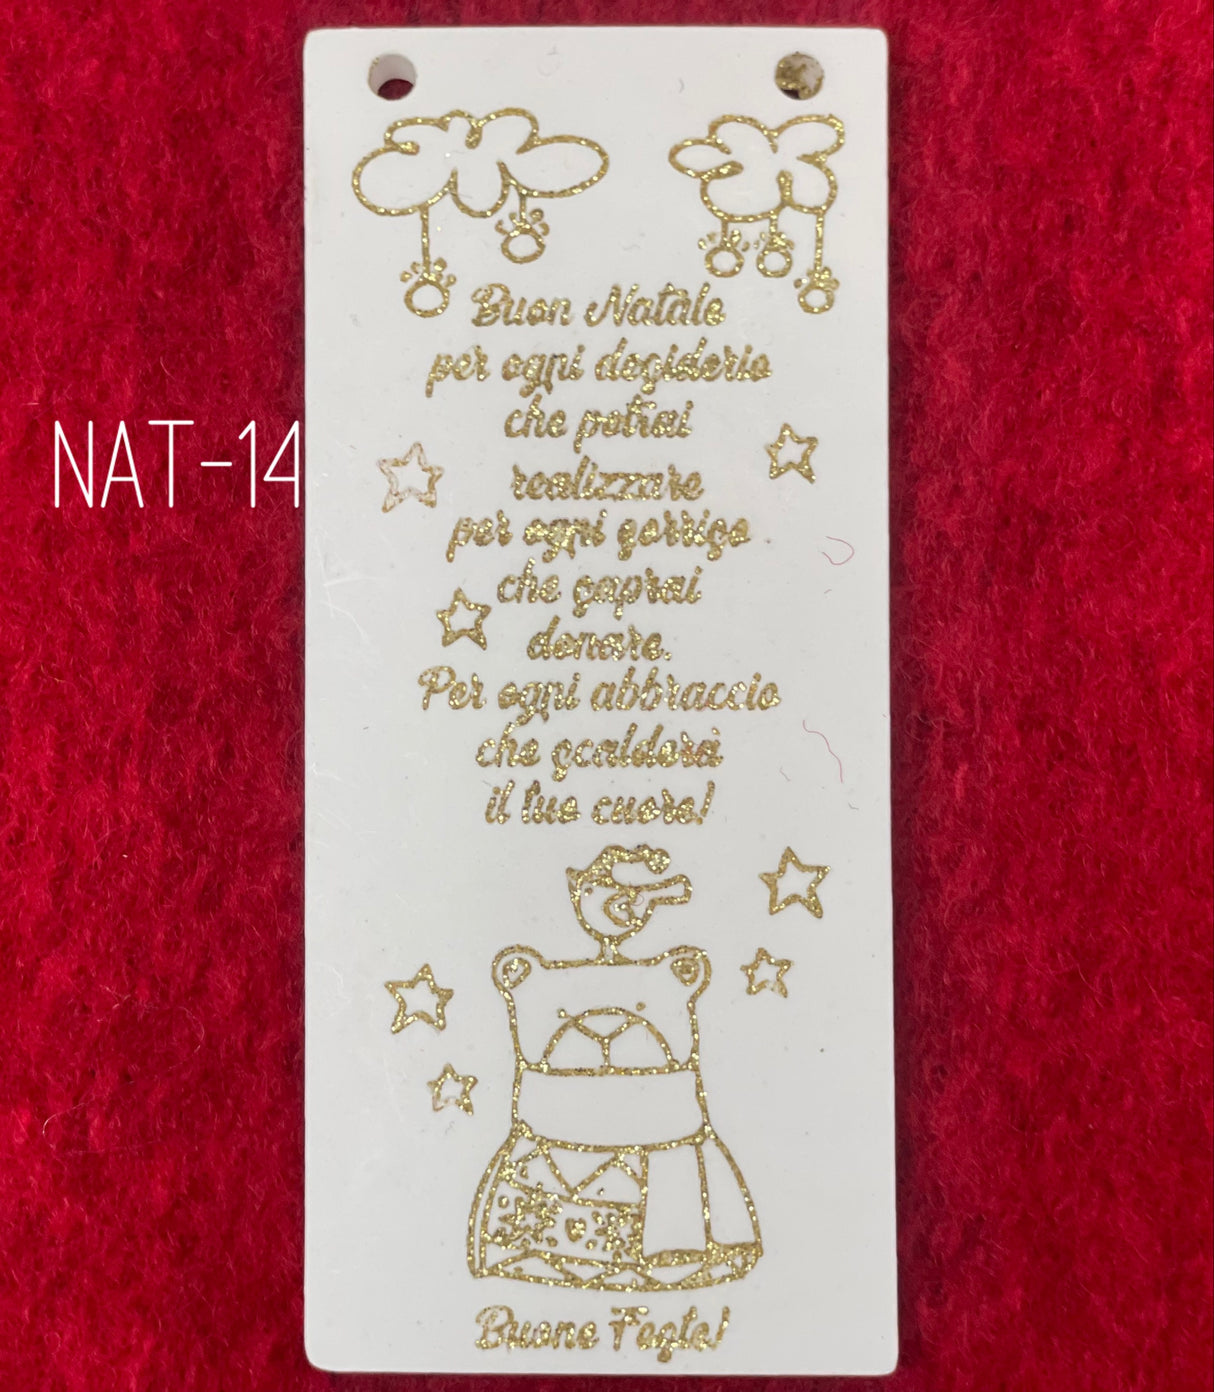 NAT-14
Buon Natale
per ogni desiderio
che potrai
realizzare
per ogni sorriso
che saprai
donare.
Per ogni abbraccio
che scalderà
il tuo cuore!
Buone Feste!